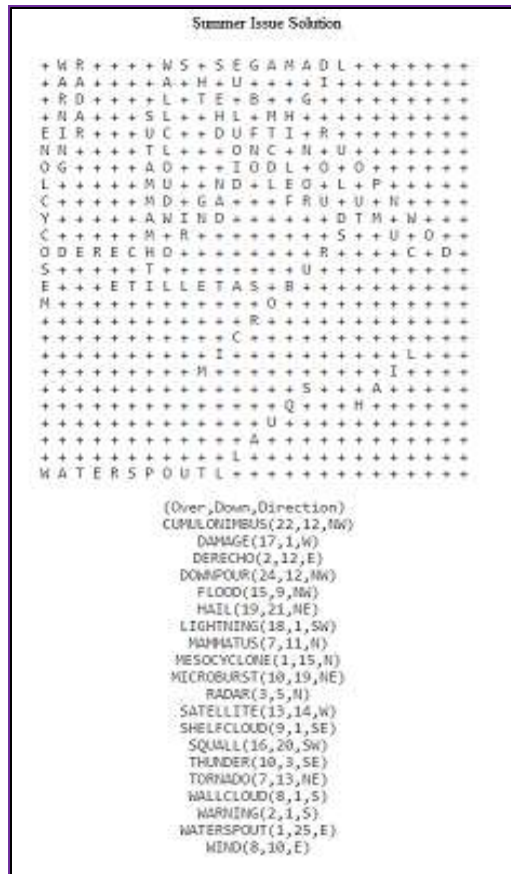 Summer Issue Solution
+ W R + + + + W S + S E G A M A D L + + + + + + +
+ A A + + + + A + H + U + + + + I + + + + + + + +
+ R D + + + + L + T E + B + + G + + + + + + + + +
+ N A + + + S L + + H L + M H + + + + + + + + + +
E I R + + + U C + + D U F T I + R + + + + + + + +
N N + + + + T L + + + O N C + N + U + + + + + + +
O G + + + + A O + + + I O D L + O + O + + + + + +
L + + + + + M U + + N D + L E O + L + P + + + + +
C + + + + + M D + G A + + + F R U + U + N + + + +
Y + + + + + A W I N D + + + + + + D T M + W + + +
C + + + + + M + R + + + + + + + + S + + U + O + +
O D E R E C H O + + + + + + + + R + + + + C + D +
S + + + + + T + + + + + + + + U + + + + + + + + +
E + + + E T I L L E T A S + B + + + + + + + + + +
M + + + + + + + + + + + + O + + + + + + + + + + +
+ + + + + + + + + + + + R + + + + + + + + + + + +
+ + + + + + + + + + + C + + + + + + + + + + + + +
+ + + + + + + + + + I + + + + + + + + + + L + + +
+ + + + + + + + + M + + + + + + + + + + I + + + +
+ + + + + + + + + + + + + + + S + + + A + + + + +
+ + + + + + + + + + + + + + Q + + + H + + + + + +
+ + + + + + + + + + + + + U + + + + + + + + + + +
+ + + + + + + + + + + + A + + + + + + + + + + + +
+ + + + + + + + + + + L + + + + + + + + + + + + +
W A T E R S P O U T L + + + + + + + + + + + + + +
(Over,Down,Direction)
CUMULONIMBUS(22,12,NW)
DAMAGE(17,1,W)
DERECHO(2,12,E)
DOWNPOUR(24,12,NW)
FLOOD(15,9,NW)
HAIL(19,21,NE)
LIGHTNING(18,1,SW)
MAMMATUS(7,11,N)
MESOCYCLONE(1,15,N)
MICROBURST(10,19,NE)
RADAR(3,5,N)
SATELLITE(13,14,W)
SHELFCLOUD(9,1,SE)
SQUALL(16,20,SW)
THUNDER(10,3,SE)
TORNADO(7,13,NE)
WALLCLOUD(8,1,S)
WARNING(2,1,S)
WATERSPOUT(1,25,E)
WIND(8,10,E)